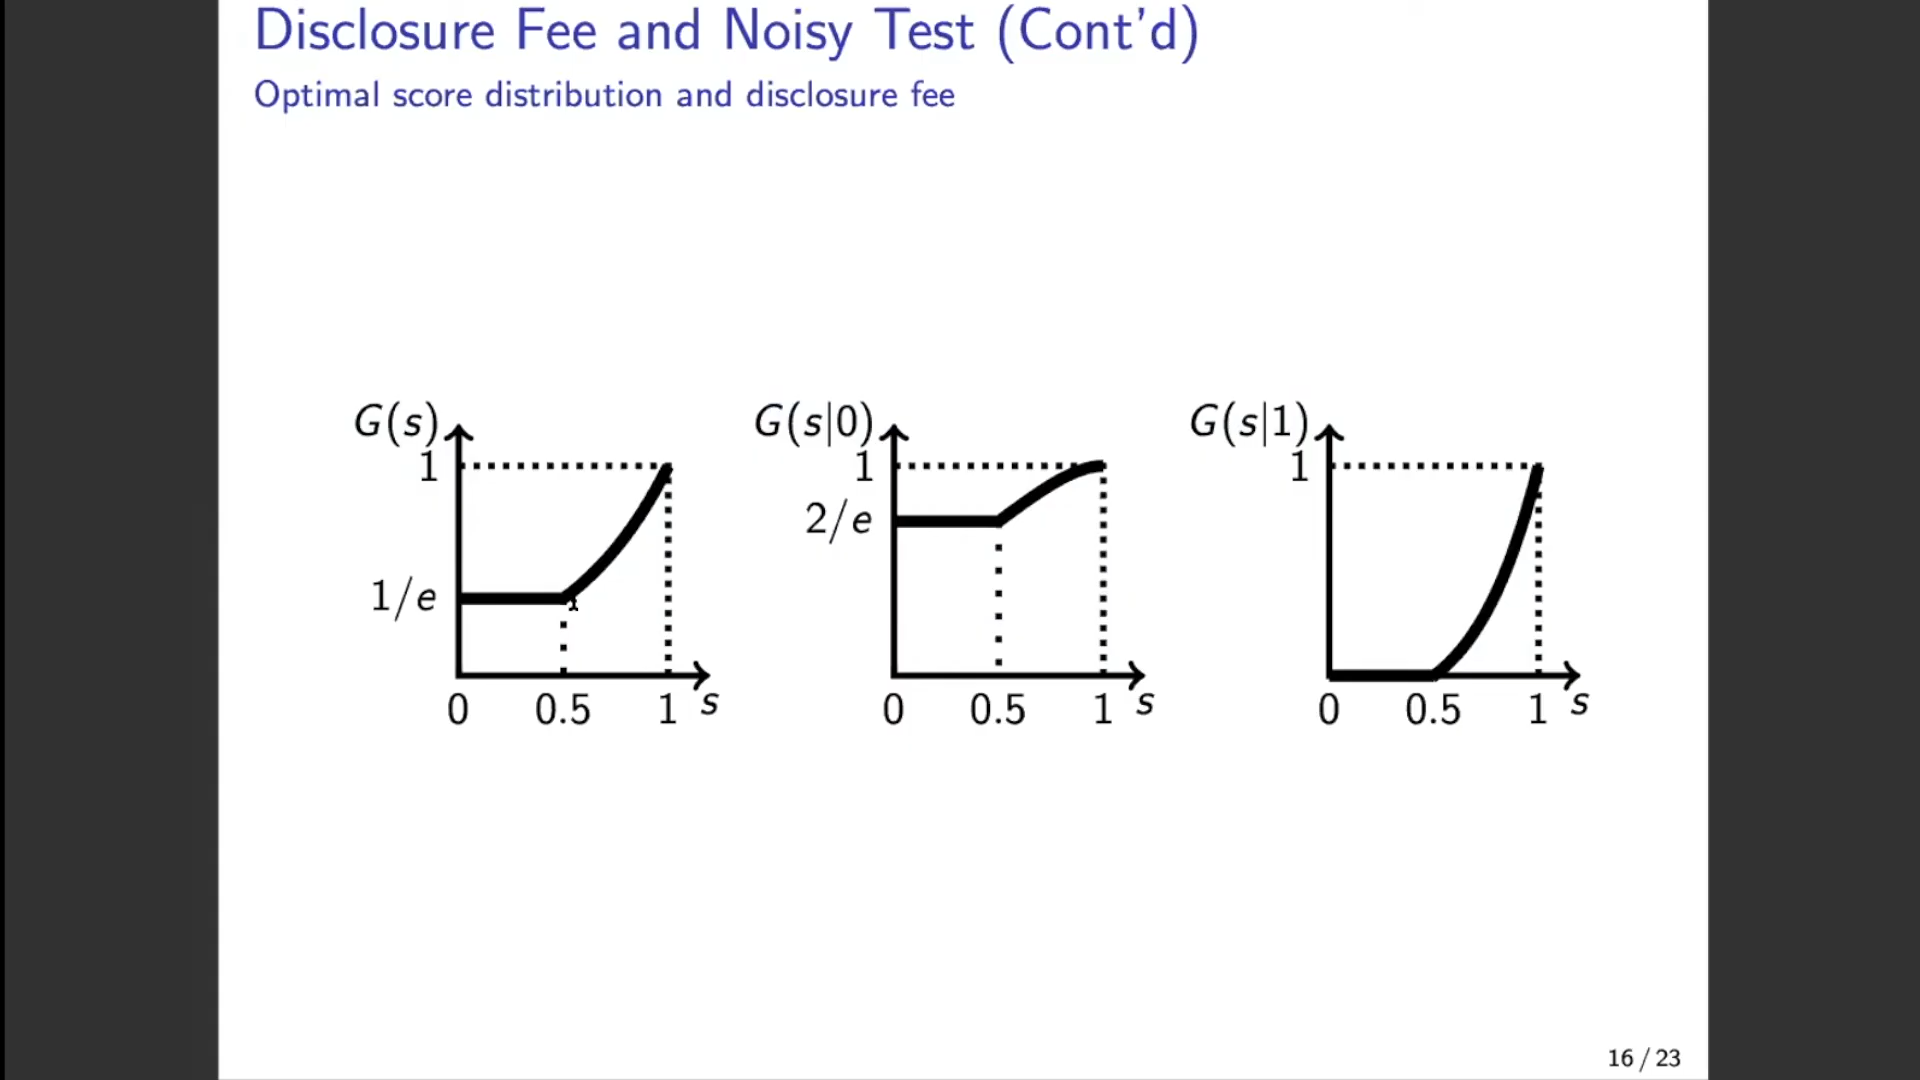 Disclosure Fee and Noisy Test (Cont'd)
Optimal score distribution and disclosure fee
G(s)
1
1/e
0 0.5 1 s
G(s|0)
1
2/e
0 0.5 1 s
G(s|1)
1
0 0.5 1 s
16 / 23